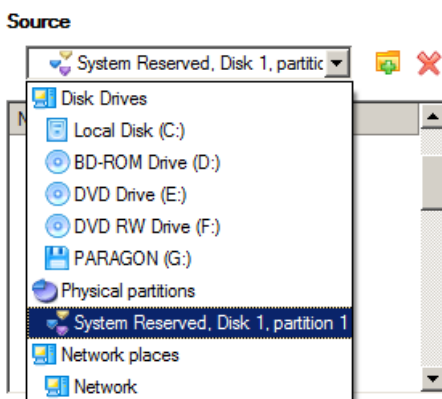 Source
System Reserved, Disk 1, partitic
N
Disk Drives
Local Disk (C:)
BD-ROM Drive (D:)
DVD Drive (E:)
DVD RW Drive (F:)
PARAGON (G:)
Physical partitions
System Reserved, Disk 1, partition 1
Network places
Network